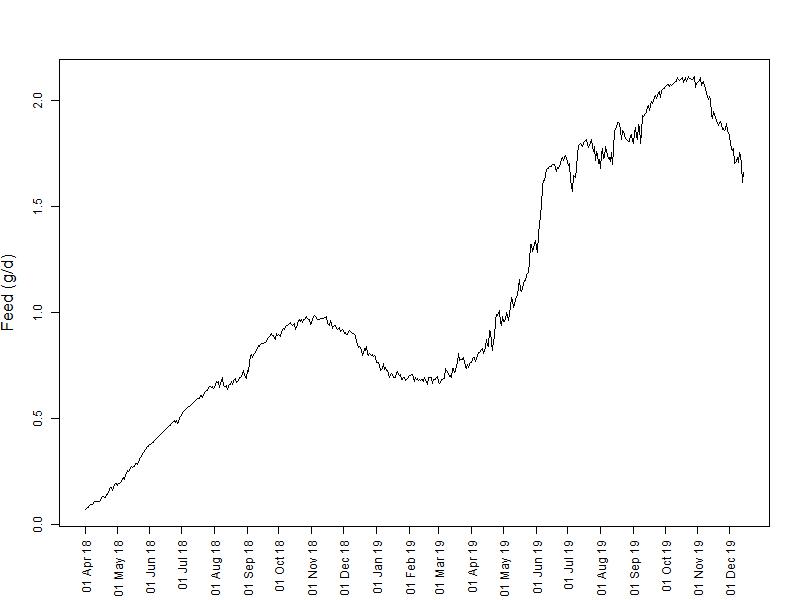 Feed (g/d)
2.0
1.5
1.0
0.5
0.0
01 Apr 18
01 May 18
01 Jun 18
01 Jul 18
01 Aug 18
01 Sep 18
01 Oct 18
01 Nov 18
01 Dec 18
01 Jan 19
01 Feb 19
01 Mar 19
01 Apr 19
01 May 19
01 Jun 19
01 Jul 19
01 Aug 19
01 Sep 19
01 Oct 19
01 Nov 19
01 Dec 19